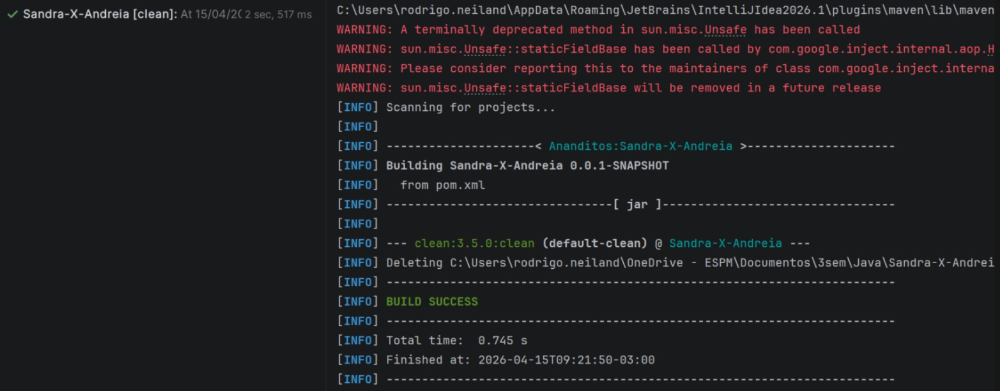 Sandra-X-Andreia [clean]: At 15/04/20 2 sec, 517 ms
C:\Users\rodrigo.neiland\AppData\Roaming\JetBrains\IntelliJIdea2026.1\plugins\maven\lib\maven
WARNING: A terminally deprecated method in sun.misc.Unsafe has been called
WARNING: sun.misc.Unsafe::staticFieldBase has been called by com.google.inject.internal.aop.H
WARNING: Please consider reporting this to the maintainers of class com.google.inject.interna
WARNING: sun.misc.Unsafe::staticFieldBase will be removed in a future release
[INFO] Scanning for projects...
[INFO]
[INFO] ----------------------< Ananditos:Sandra-X-Andreia >---------------------
[INFO] Building Sandra-X-Andreia 0.0.1-SNAPSHOT
[INFO]   from pom.xml
[INFO] --------------------------------[ jar ]---------------------------------
[INFO]
[INFO] --- clean:3.5.0:clean (default-clean) @ Sandra-X-Andreia ---
[INFO] Deleting C:\Users\rodrigo.neiland\OneDrive - ESPM\Documentos\3sem\Java\Sandra-X-Andrei
[INFO] ------------------------------------------------------------------------
[INFO] BUILD SUCCESS
[INFO] ------------------------------------------------------------------------
[INFO] Total time:  0.745 s
[INFO] Finished at: 2026-04-15T09:21:50-03:00
[INFO] ------------------------------------------------------------------------